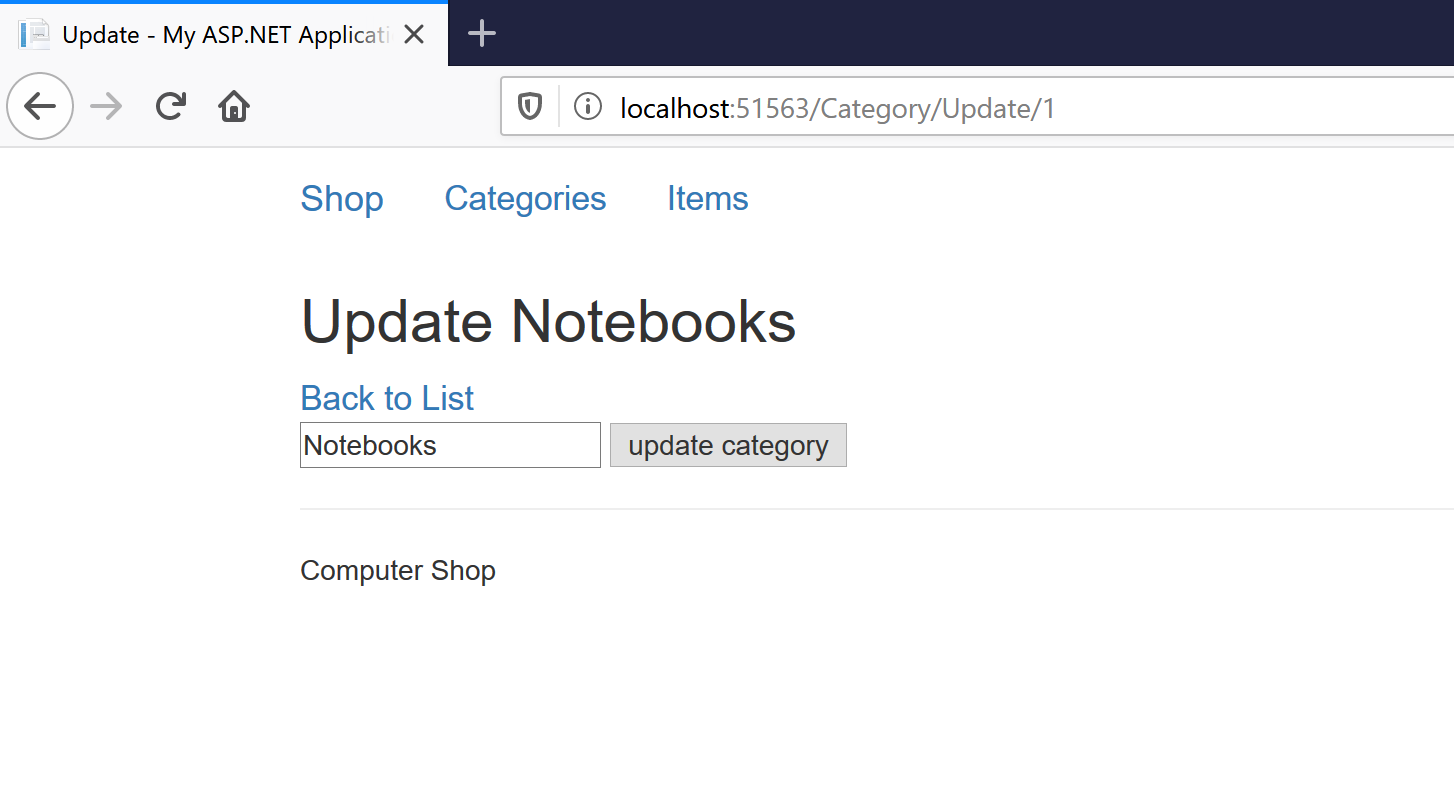 Update - My ASP.NET Applicati
localhost:51563/Category/Update/1
Shop Categories Items
Update Notebooks
Back to List
Notebooks update category
Computer Shop